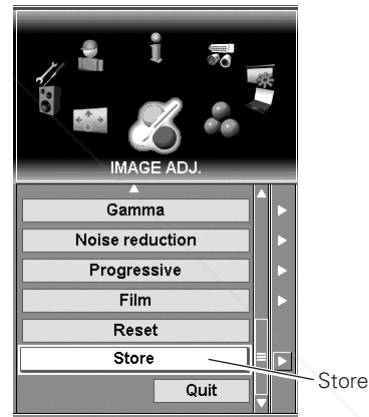 IMAGE ADJ.
Gamma
Noise reduction
Progressive
Film
Reset
Store
Store
Quit